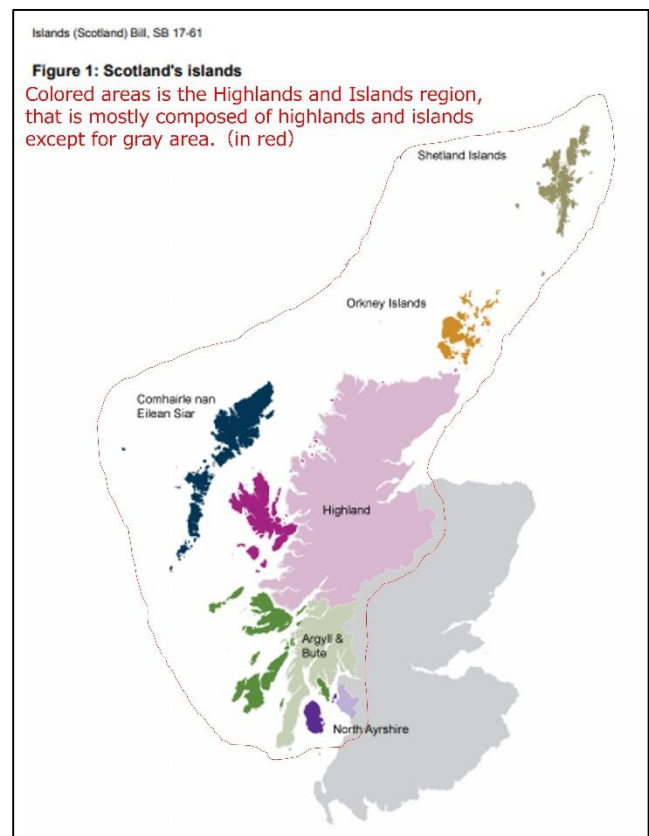 Islands (Scotland) Bill, SB 17-61
Figure 1: Scotland's islands
Colored areas is the Highlands and Islands region,
that is mostly composed of highlands and islands
except for gray area. (in red)
Shetland Islands
Orkney Islands
Comhairle nan
Eilean Siar
Highland
Argyll &
Bute
North Ayrshire